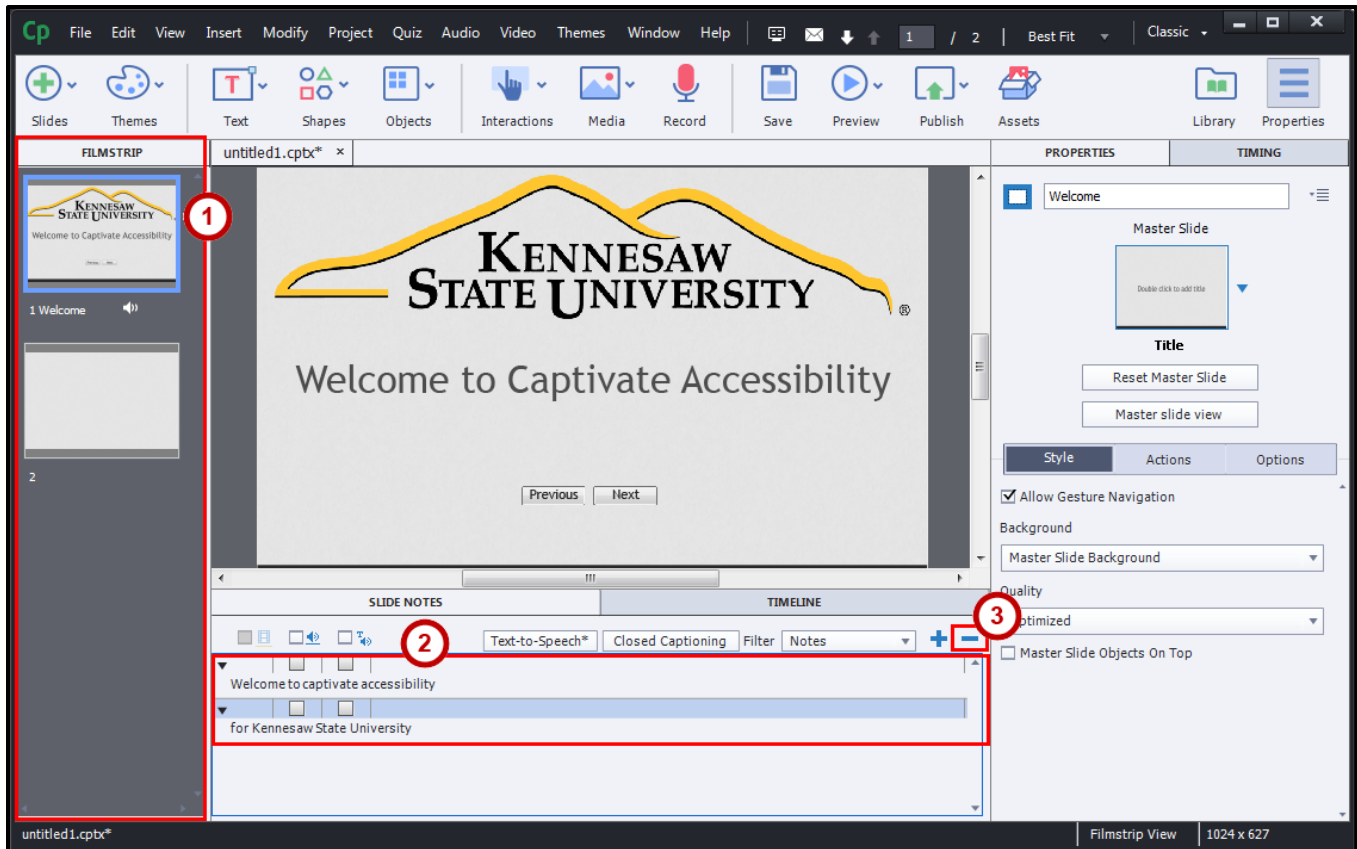 Cp File Edit View Insert Modify Project Quiz Audio Video Themes Window Help 1 / 2 Best Fit Classic
Slides Themes Text Shapes Objects Interactions Media Record Save Preview Publish Assets Library Properties
FILMSTRIP
untitled1.cptx* ×
PROPERTIES TIMING
KENNESAW
STATE UNIVERSITY
Welcome to Captivate Accessibility
1 Welcome
2
1
KENNESAW
STATE UNIVERSITY ®
Welcome to Captivate Accessibility
Previous Next
Welcome
Master Slide
Double click to add title
Title
Reset Master Slide
Master slide view
Style Actions Options
Allow Gesture Navigation
Background
Master Slide Background
Quality
Optimized
Master Slide Objects On Top
SLIDE NOTES TIMELINE
2
3
Text-to-Speech* Closed Captioning Filter Notes
Welcome to captivate accessibility
for Kennesaw State University
untitled1.cptx*
Filmstrip View 1024 x 627